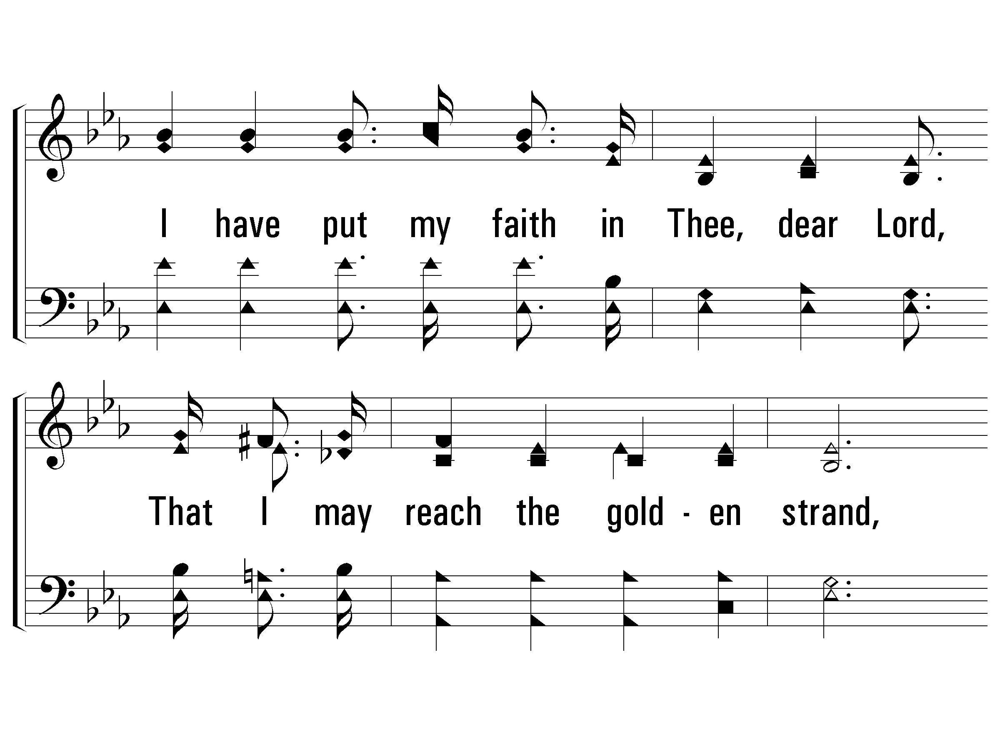 I have put my faith in Thee, dear Lord,
That I may reach the gold - en strand,